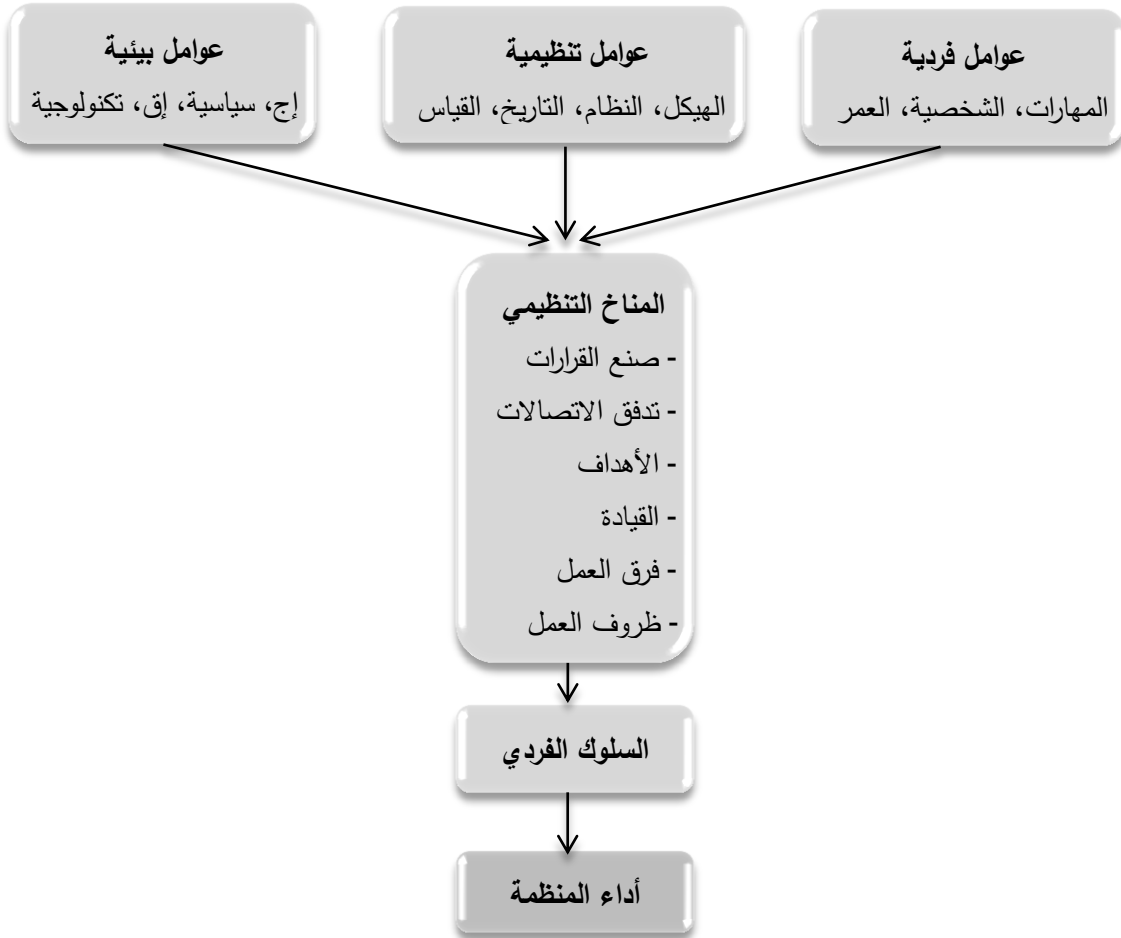 عوامل فردية
المهارات، الشخصية، العمر
عوامل تنظيمية
الهيكل، النظام، التاريخ، القياس
عوامل بيئية
إج، سياسية، إق، تكنولوجية
المناخ التنظيمي
- صنع القرارات
- تدفق الاتصالات
- الأهداف
- القيادة
- فرق العمل
- ظروف العمل
السلوك الفردي
أداء المنظمة